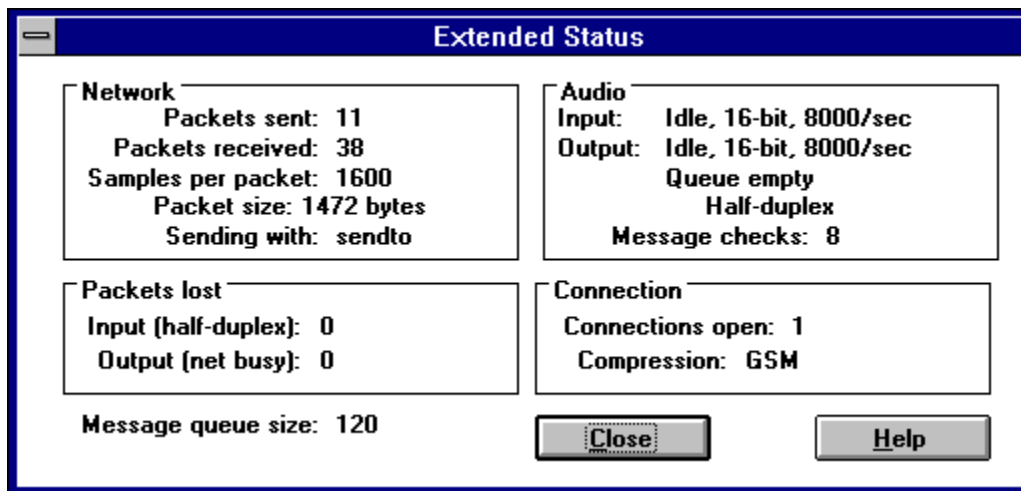 Extended Status
Network
Packets sent: 11
Packets received: 38
Samples per packet: 1600
Packet size: 1472 bytes
Sending with: sendto
Audio
Input: Idle, 16-bit, 8000/sec
Output: Idle, 16-bit, 8000/sec
Queue empty
Half-duplex
Message checks: 8
Packets lost
Input (half-duplex): 0
Output (net busy): 0
Connection
Connections open: 1
Compression: GSM
Message queue size: 120
Close
Help